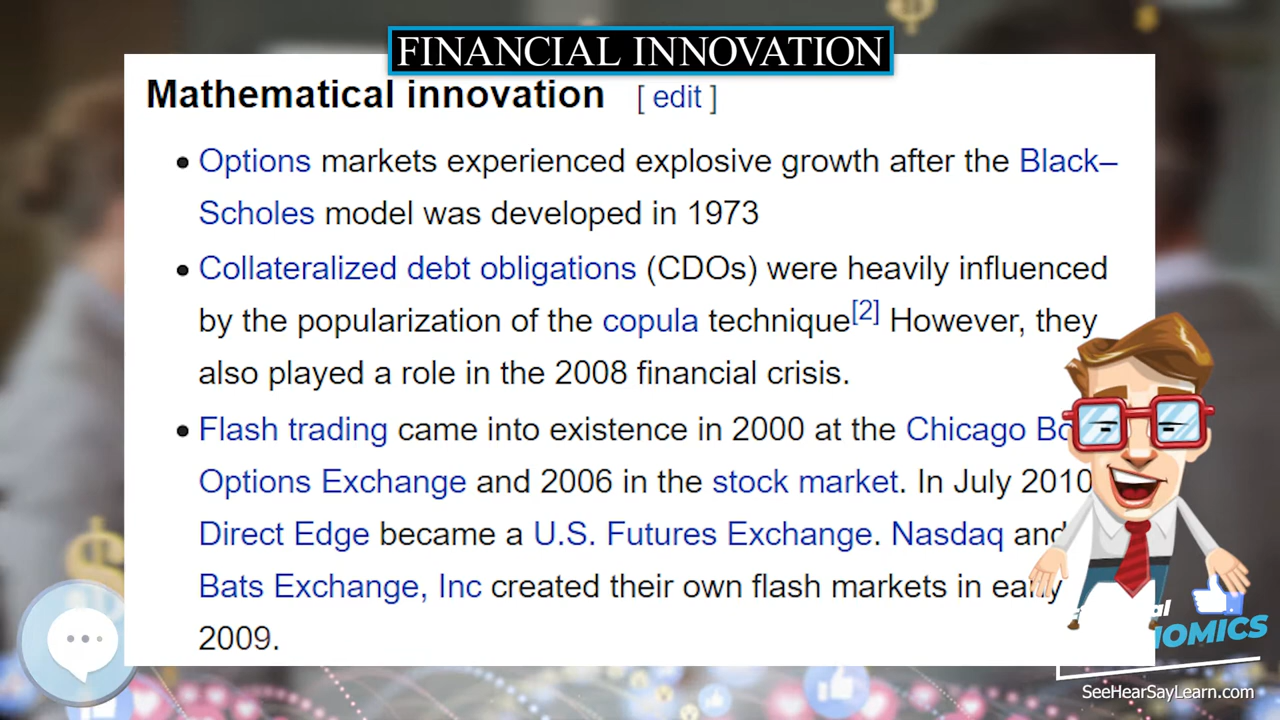 FINANCIAL INNOVATION
Mathematical innovation [ edit ]
• Options markets experienced explosive growth after the Black–
Scholes model was developed in 1973
• Collateralized debt obligations (CDOs) were heavily influenced
by the popularization of the copula technique[2] However, they
also played a role in the 2008 financial crisis.
• Flash trading came into existence in 2000 at the Chicago
Options Exchange and 2006 in the stock market. In July 2010
Direct Edge became a U.S. Futures Exchange. Nasdaq and
Bats Exchange, Inc created their own flash markets in early
2009.
SeeHearSayLearn.com